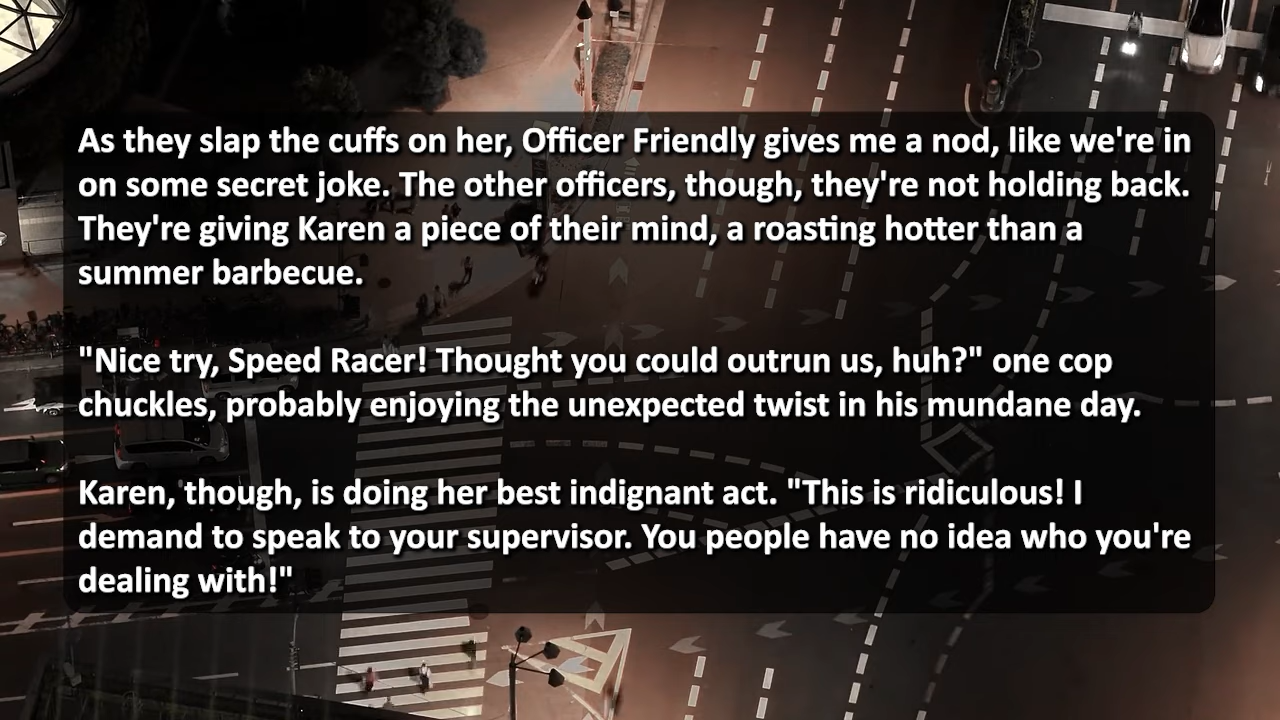 As they slap the cuffs on her, Officer Friendly gives me a nod, like we're in
on some secret joke. The other officers, though, they're not holding back.
They're giving Karen a piece of their mind, a roasting hotter than a
summer barbecue.
"Nice try, Speed Racer! Thought you could outrun us, huh?" one cop
chuckles, probably enjoying the unexpected twist in his mundane day.
Karen, though, is doing her best indignant act. "This is ridiculous! I
demand to speak to your supervisor. You people have no idea who you're
dealing with!"